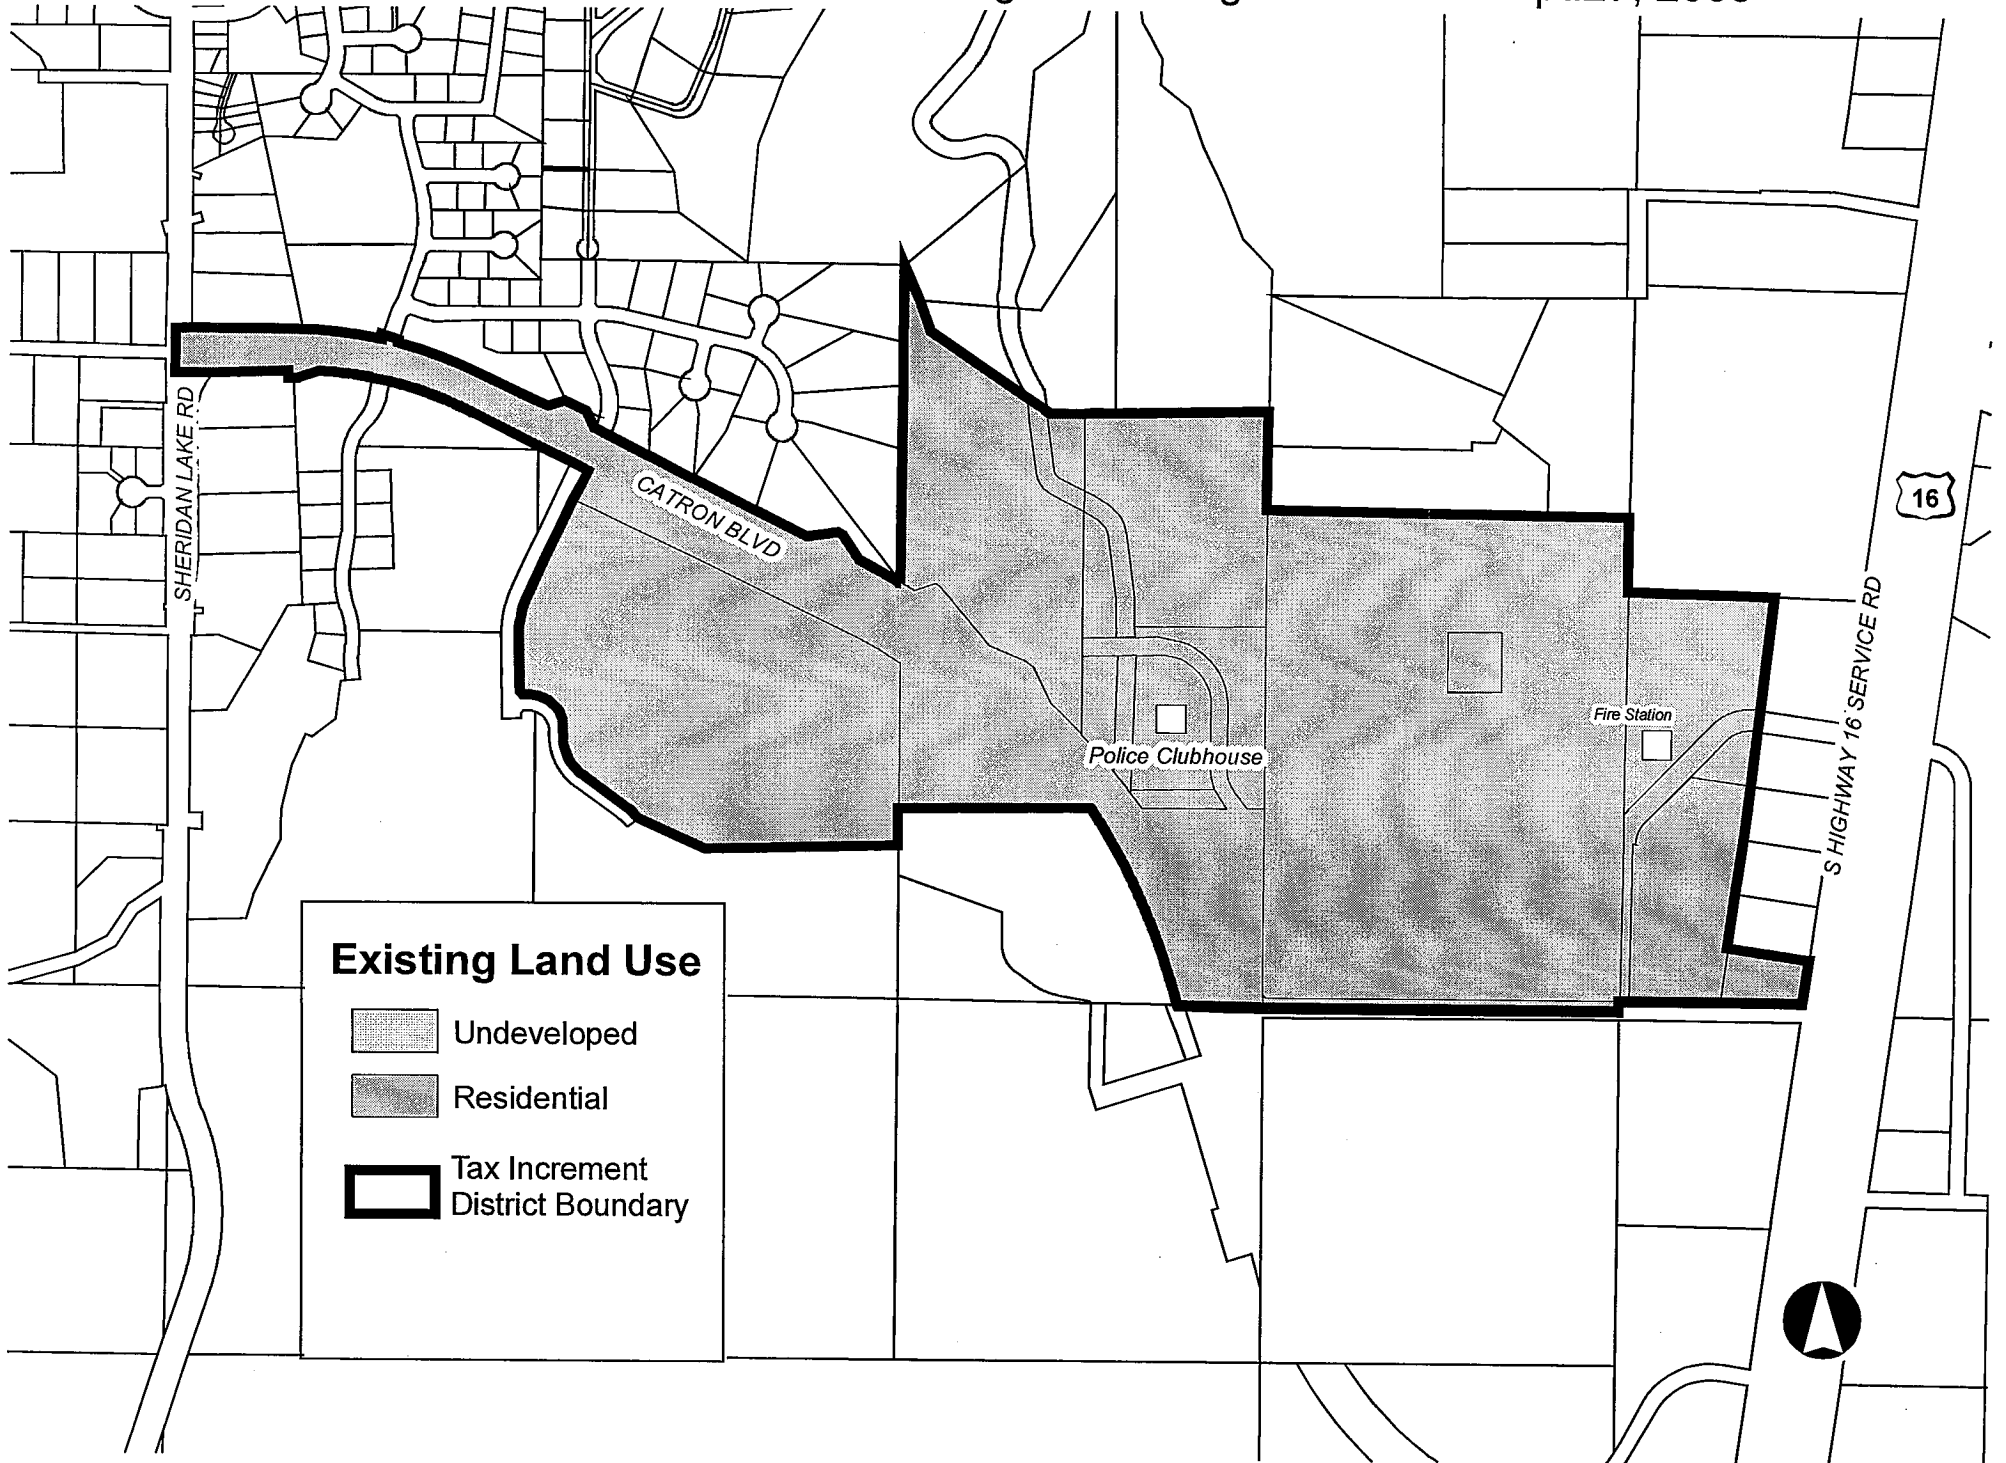 SHERIDAN LAKE RD
CATRON BLVD
16
S HIGHWAY 16 SERVICE RD
Fire Station
Police Clubhouse
Existing Land Use
Undeveloped
Residential
Tax Increment
District Boundary